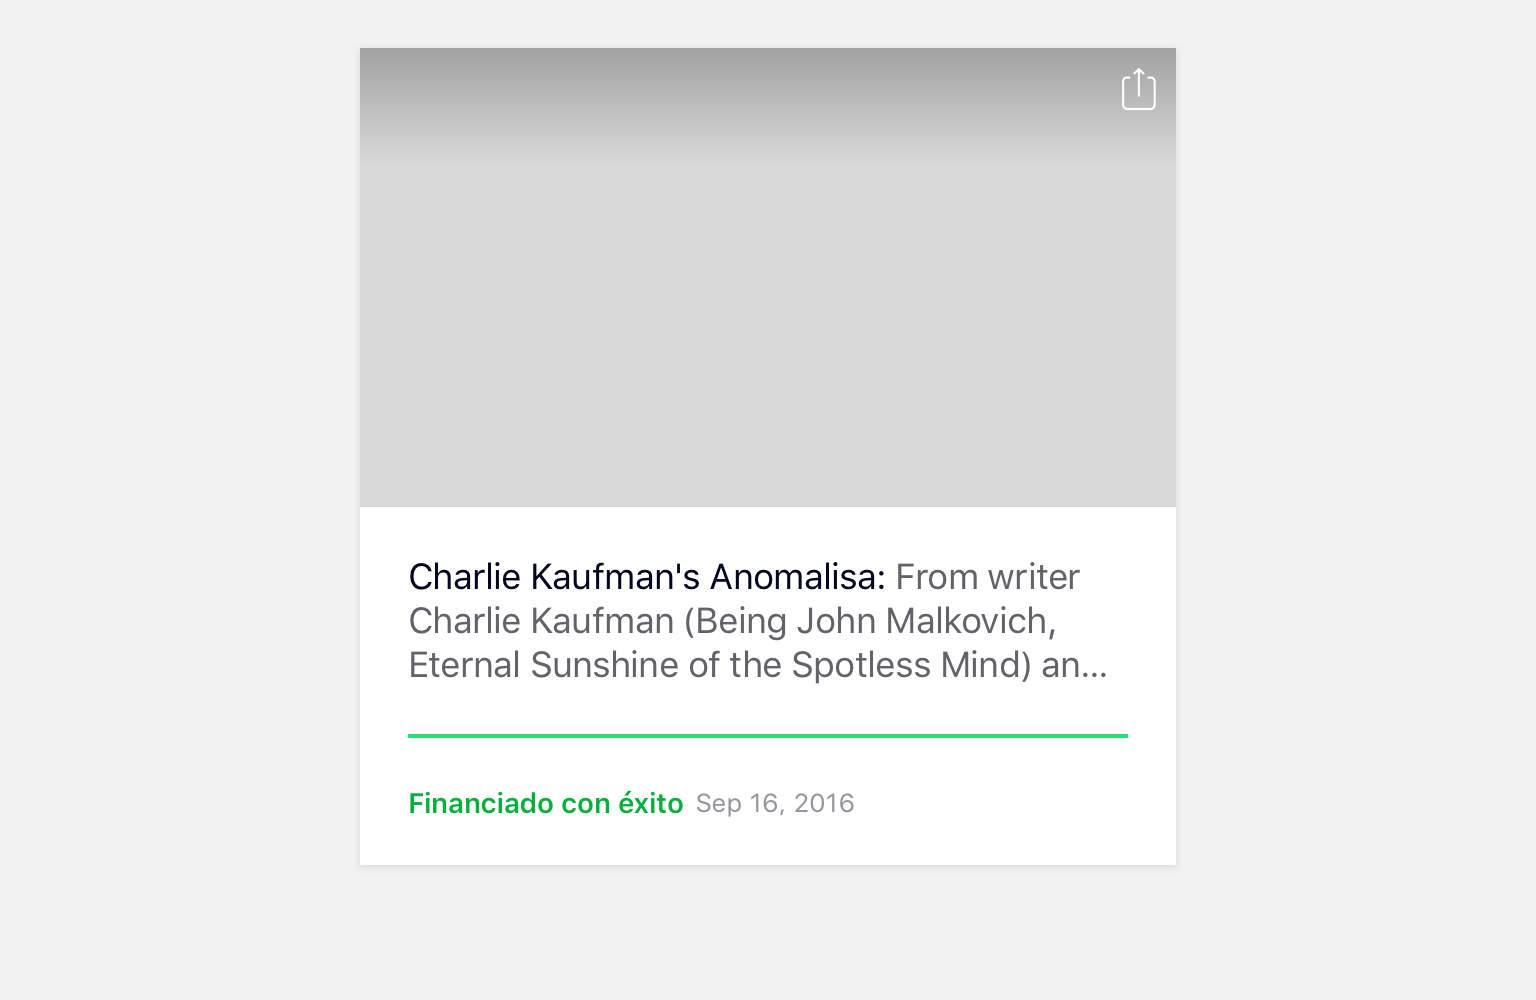 Charlie Kaufman's Anomalisa: From writer
Charlie Kaufman (Being John Malkovich,
Eternal Sunshine of the Spotless Mind) an...
Financiado con éxito Sep 16, 2016